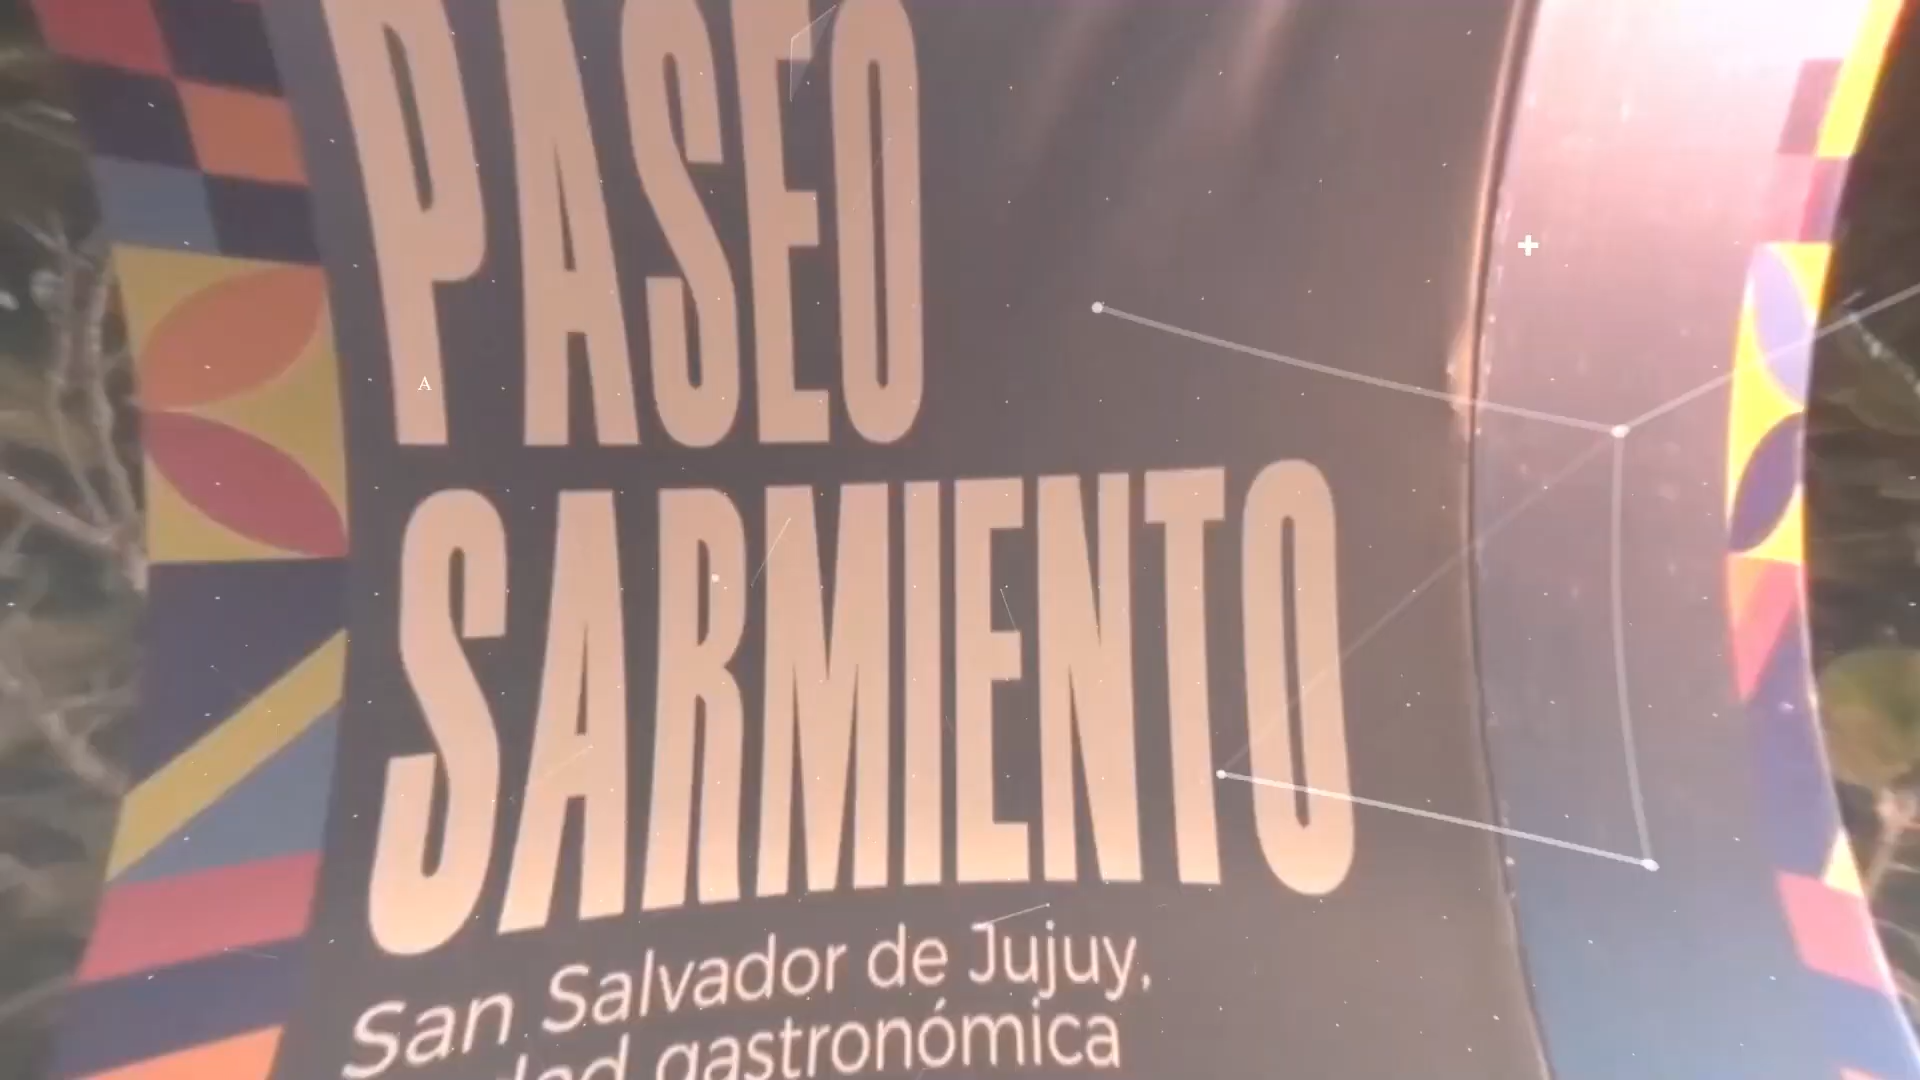 PASEO
A
SARMIENTO
San Salvador de Jujuy,
gastronómica